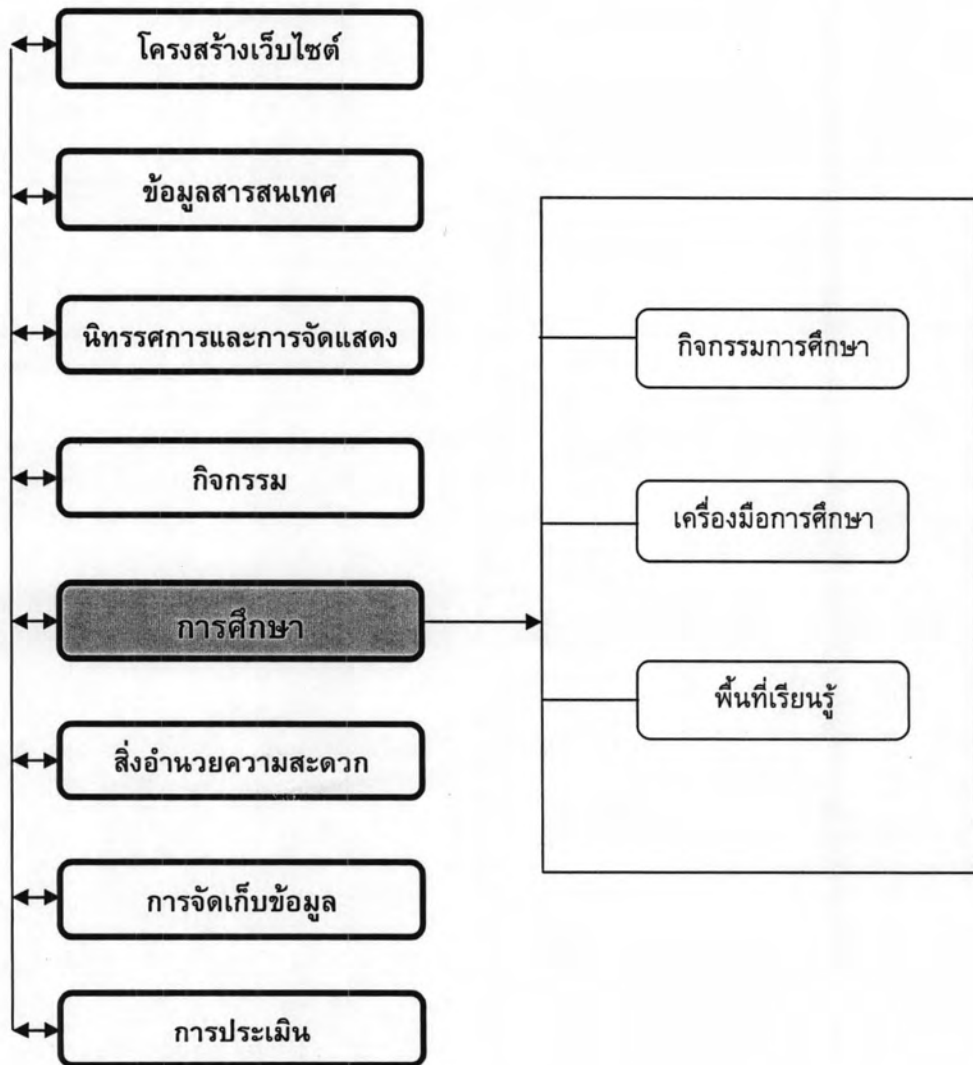 โครงสร้างเว็บไซต์
ข้อมูลสารสนเทศ
นิทรรศการและการจัดแสดง
กิจกรรม
การศึกษา
สิ่งอำนวยความสะดวก
การจัดเก็บข้อมูล
การประเมิน
กิจกรรมการศึกษา
เครื่องมือการศึกษา
พื้นที่เรียนรู้